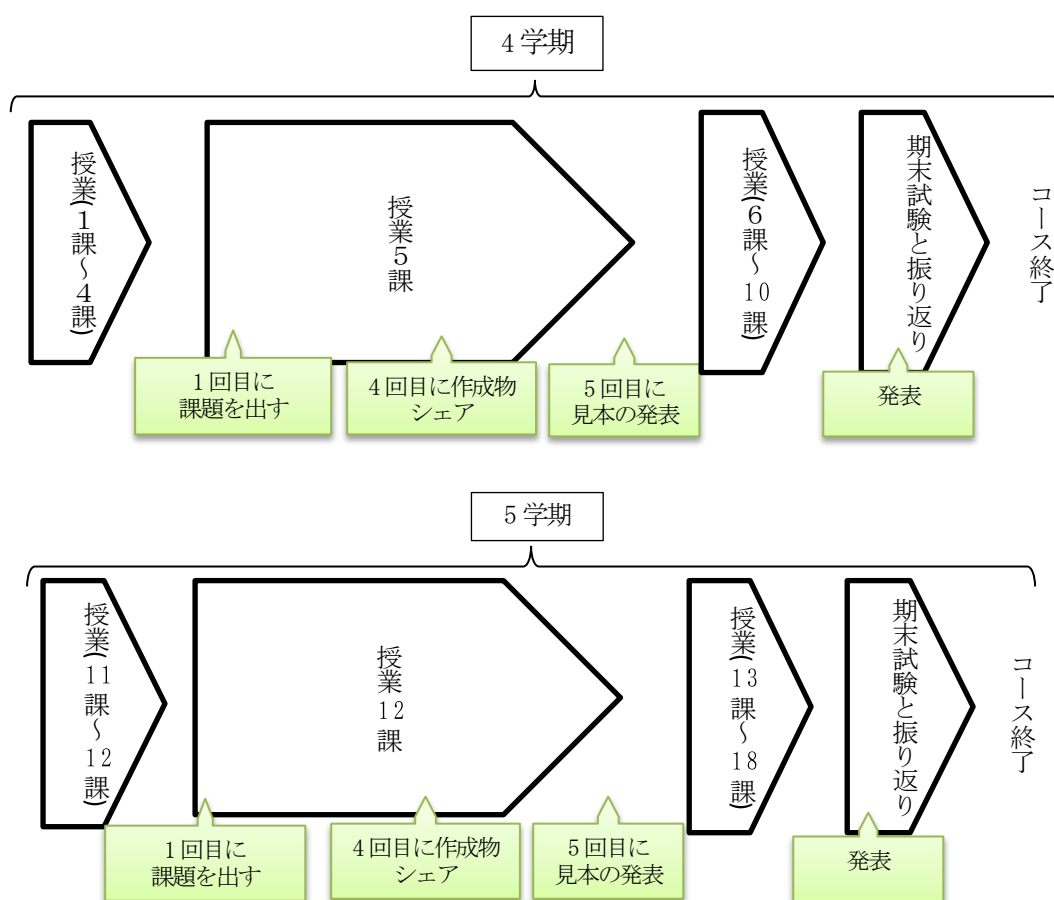 4学期
授業(1課～4課)
授業5課
授業(6課～10課)
期末試験と振り返り
コース終了
1回目に
課題を出す
4回目に作成物
シェア
5回目に
見本の発表
発表
5学期
授業(11課～12課)
授業12課
授業(13課～18課)
期末試験と振り返り
コース終了
1回目に
課題を出す
4回目に作成物
シェア
5回目に
見本の発表
発表